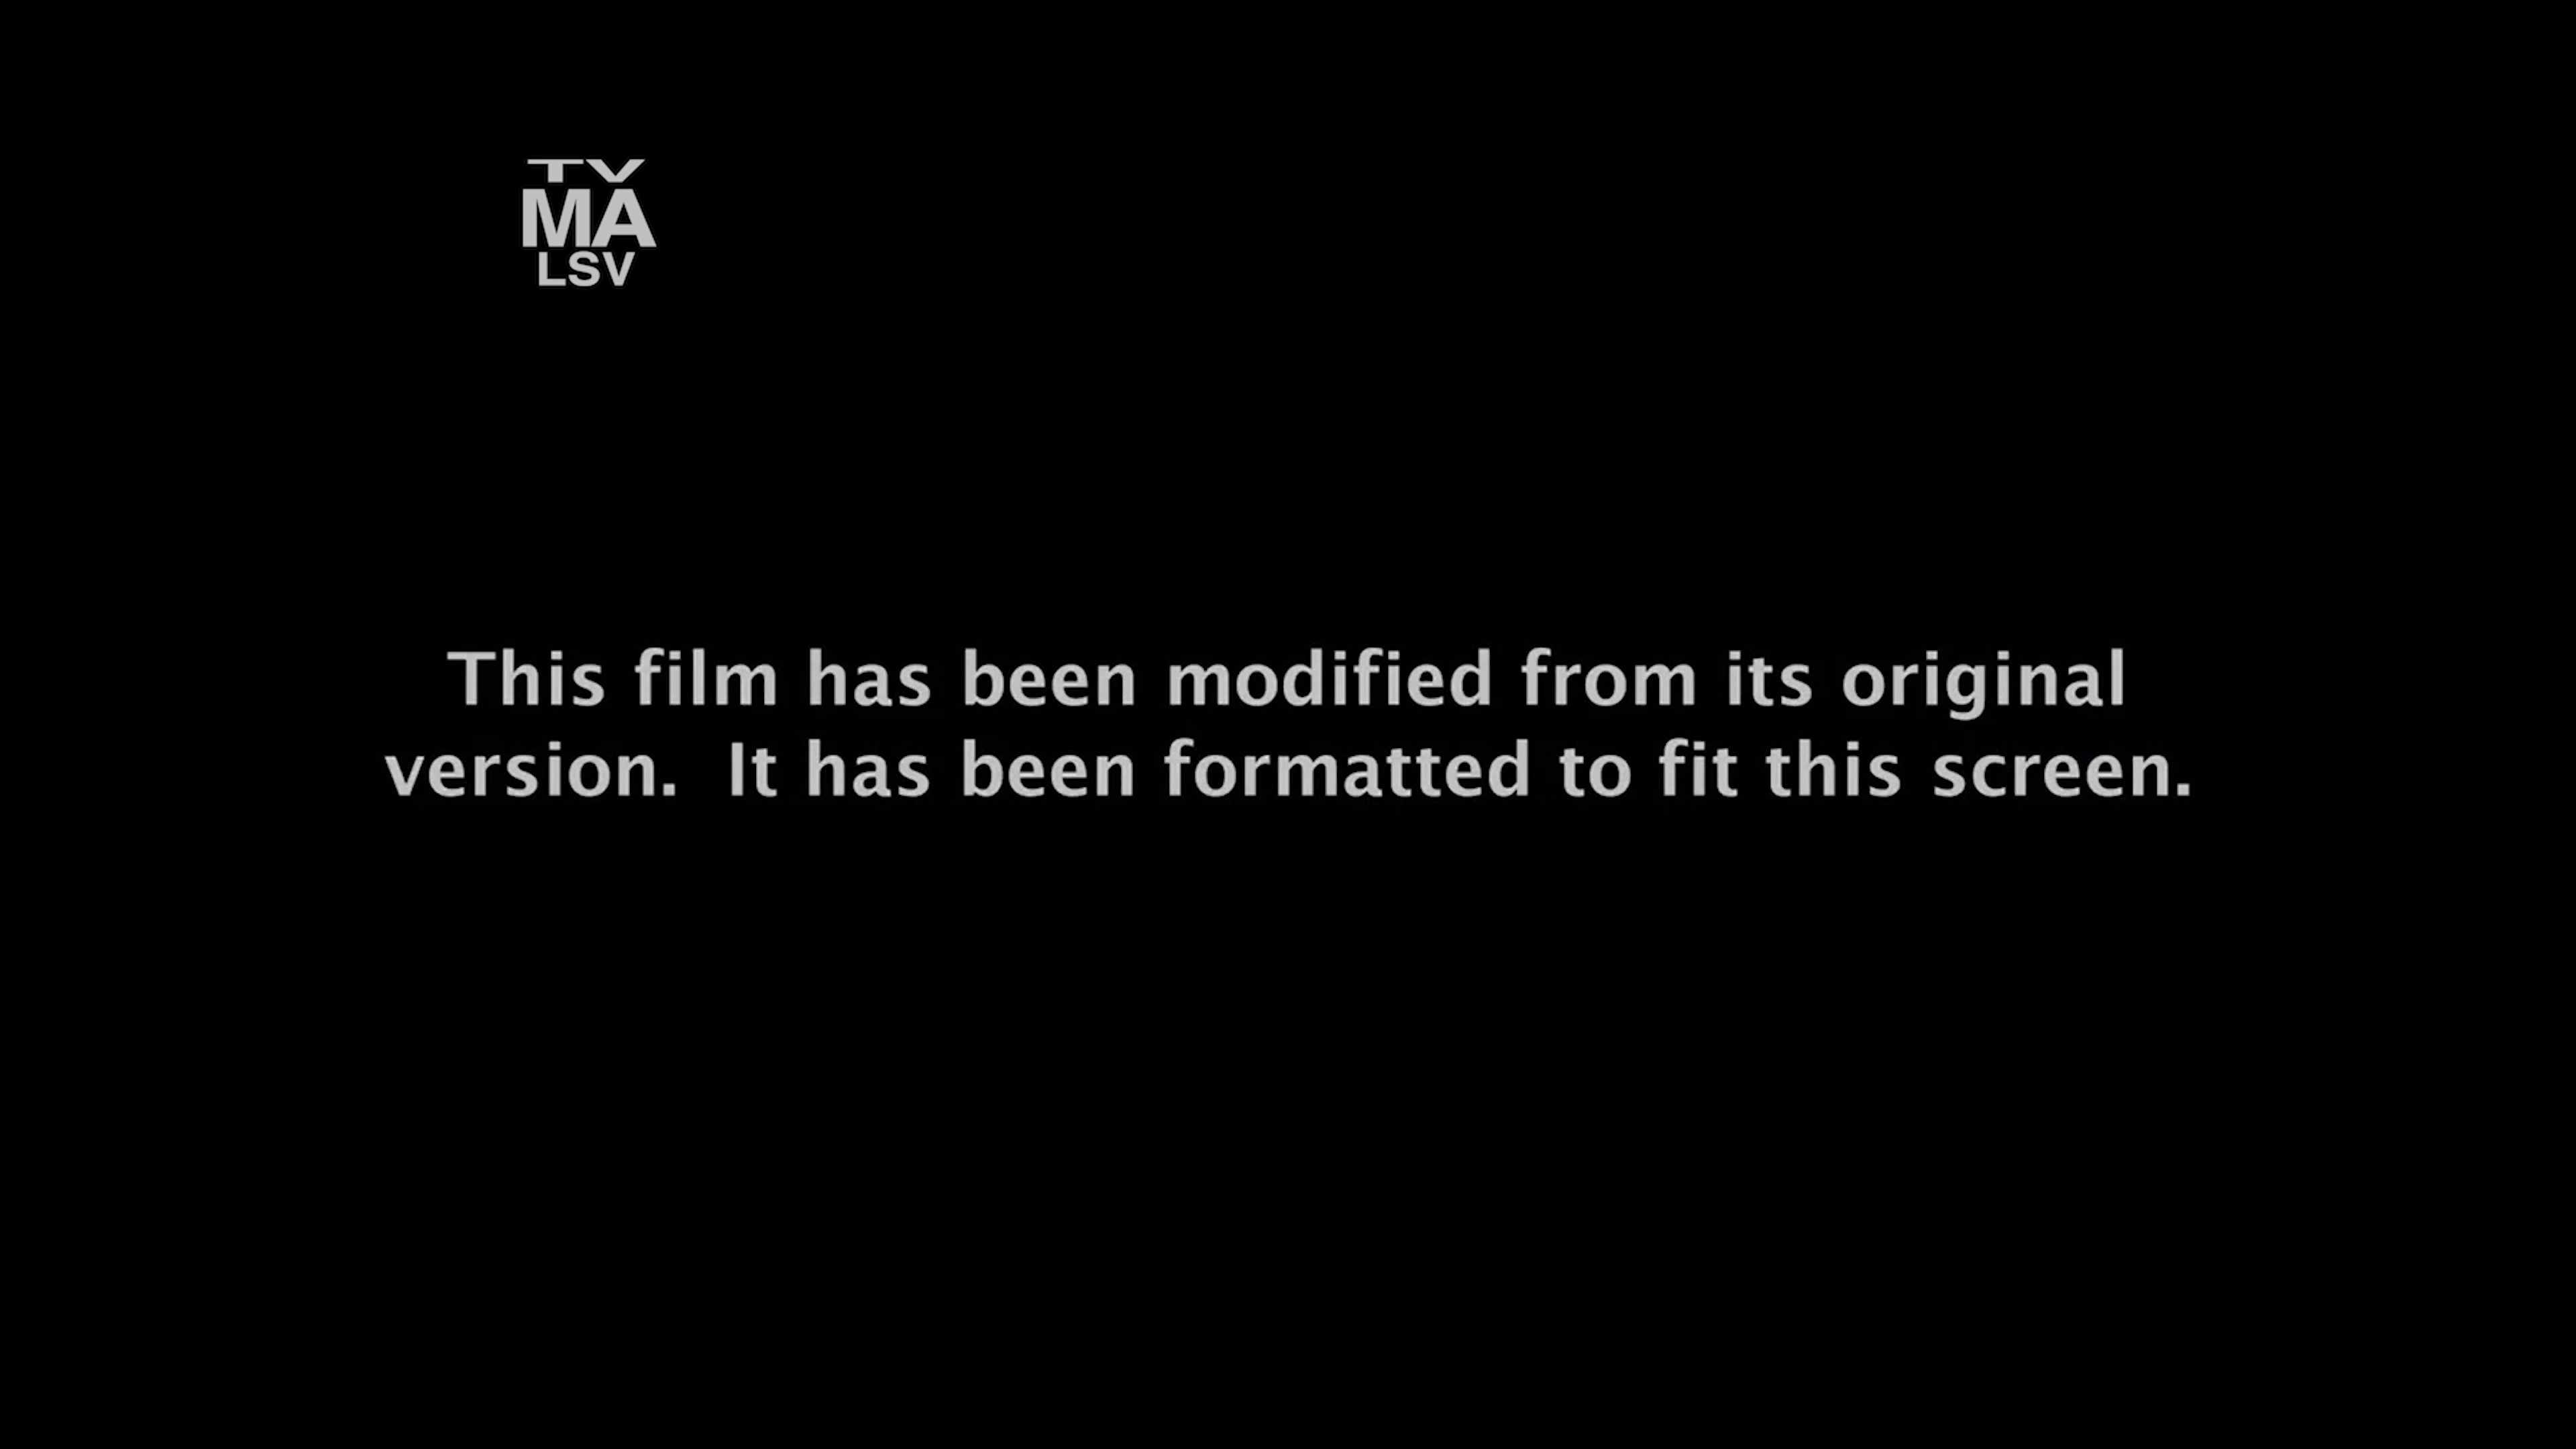 TV
MA
LSV
This film has been modified from its original
version.  It has been formatted to fit this screen.